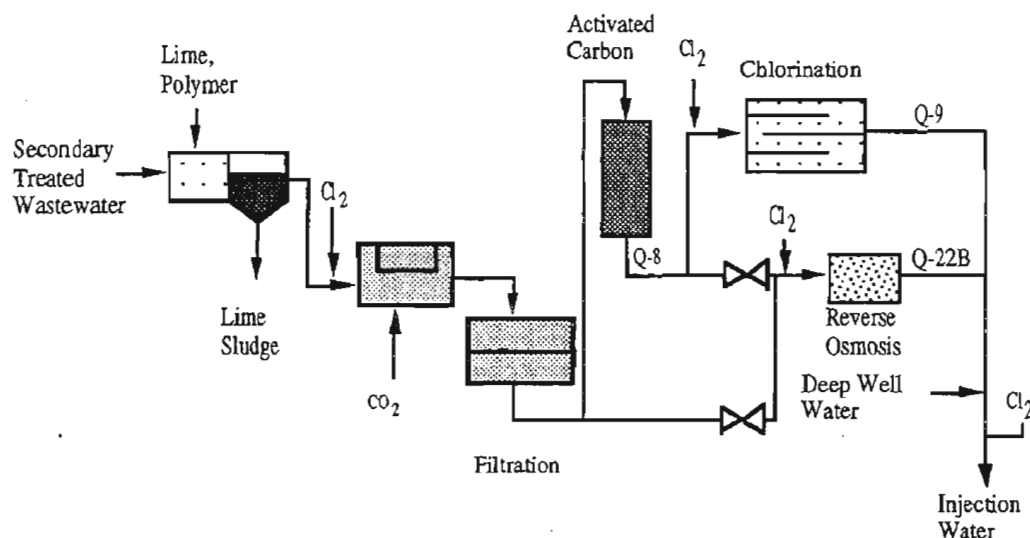 Lime,
Polymer
Secondary
Treated
Wastewater
Cl2
Lime
Sludge
CO2
Filtration
Activated
Carbon
Q-8
Cl2
Chlorination
Q-9
Cl2
Q-22B
Reverse
Osmosis
Deep Well
Water
Cl2
Injection
Water